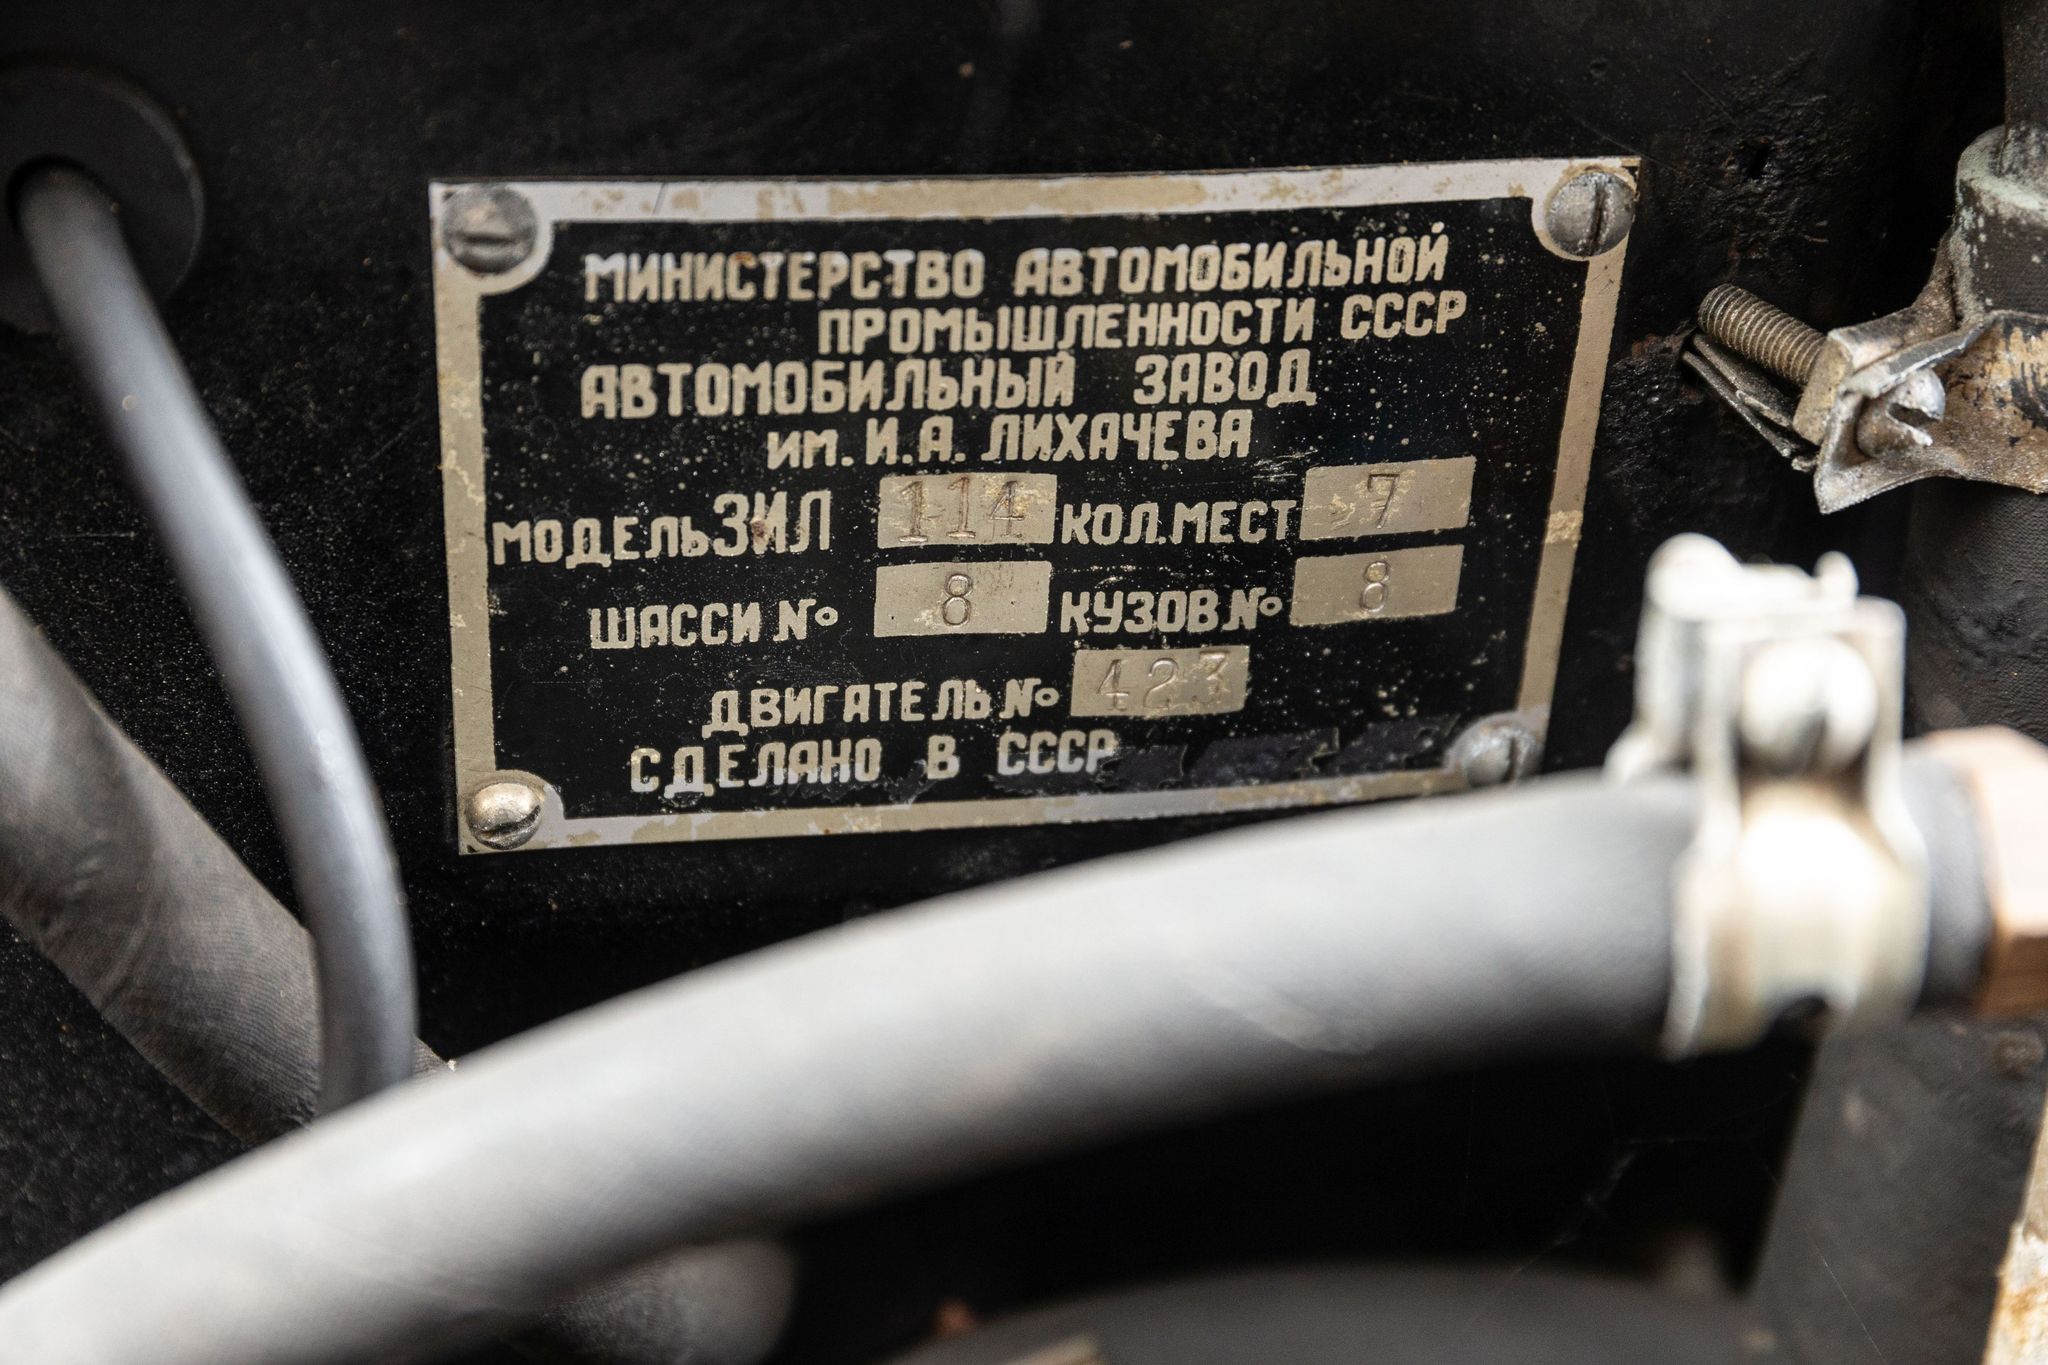 МИНИСТЕРСТВО АВТОМОБИЛЬНОЙ
ПРОМЫШЛЕННОСТИ СССР
АВТОМОБИЛЬНЫЙ ЗАВОД
ИМ. И.А. ЛИХАЧЕВА
МОДЕЛЬ ЗИЛ 114 КОЛ.МЕСТ 7
ШАССИ № 8 КУЗОВ № 8
ДВИГАТЕЛЬ № 423
СДЕЛАНО В СССР